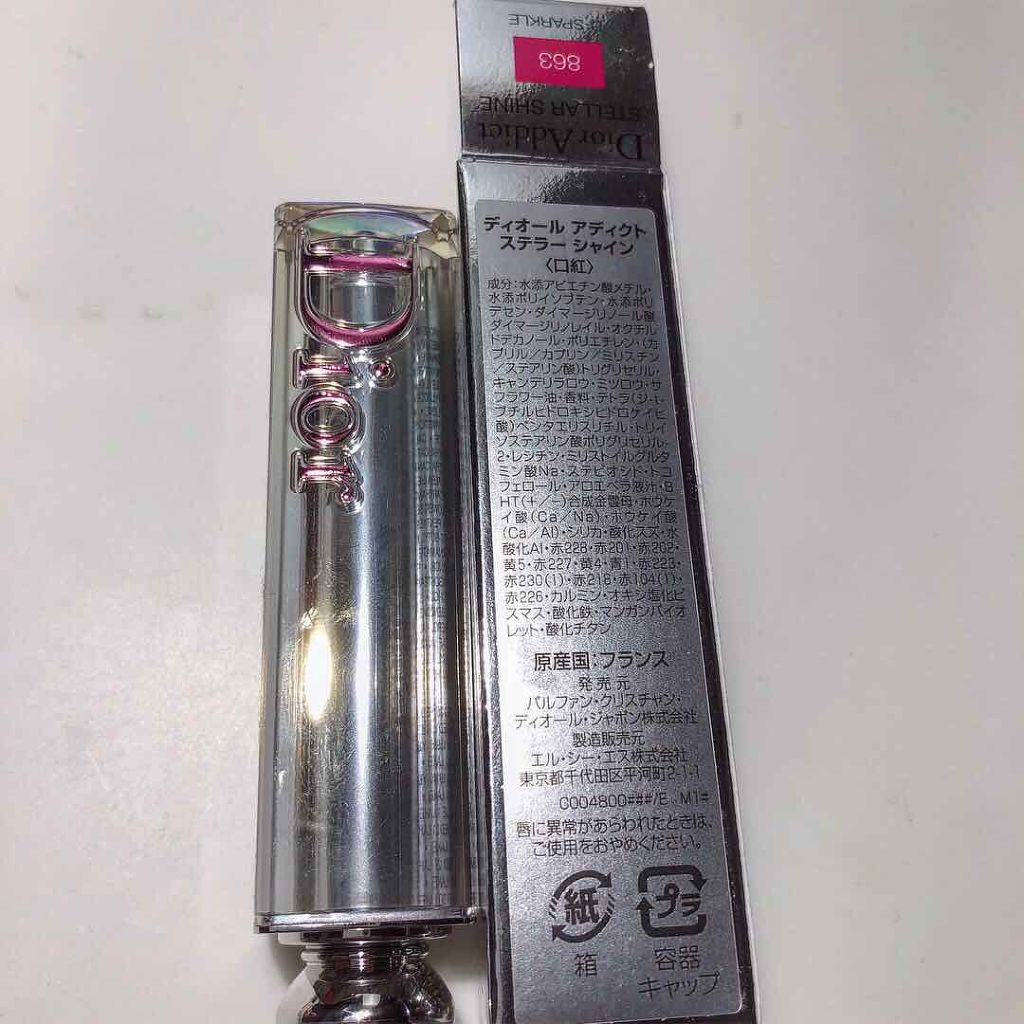 D-SPARKLE
863
STELLAR SHINE
Dior Addict
Dior
ディオール アディクト
ステラー シャイン
〈口紅〉
成分:水添アビエチン酸メチル・
水添ポリイソブテン・水添ポリ
デセン・ダイマージリノール酸
ダイマージリノレイル・オクチル
ドデカノール・ポリエチレン・(カ
プリル/カプリン/ミリスチン
/ステアリン酸)トリグリセリル・
キャンデリラロウ・ミツロウ・サ
フラワー油・香料・テトラ(ジ-t-
ブチルヒドロキシヒドロケイヒ
酸)ペンタエリスリチル・トリイ
ソステアリン酸ポリグリセリル-
2・レシチン・ミリストイルグルタ
ミン酸Na・ステビオシド・トコ
フェロール・アロエベラ液汁・B
HT(+/-)合成金雲母・ホウケ
イ酸(Ca/Na)・ホウケイ酸
(Ca/Al)・シリカ・酸化スズ・水
酸化Al・赤228・赤201・赤202・
黄5・赤227・黄4・青1・赤223・
赤230(1)・赤218・赤104(1)・
赤226・カルミン・オキシ塩化ビ
スマス・酸化鉄・マンガンバイオ
レット・酸化チタン
原産国:フランス
発売元
パルファン・クリスチャン・
ディオール・ジャポン株式会社
製造販売元
エル・シー・エス株式会社
東京都千代田区平河町2-1-1
C004800###/E、M1=
唇に異常があらわれたときは、
ご使用をおやめください。
紙 プラ
箱 容器
キャップ